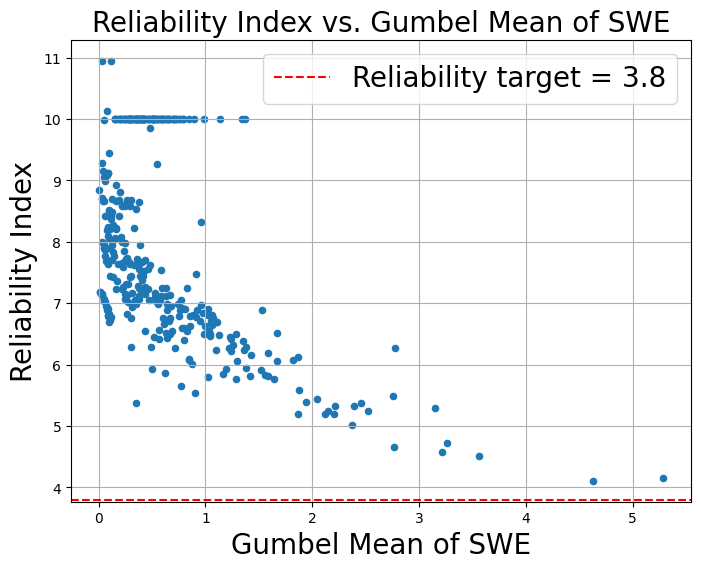 Reliability Index vs. Gumbel Mean of SWE
Reliability target = 3.8
Reliability Index
11
10
9
8
7
6
5
4
0 1 2 3 4 5
Gumbel Mean of SWE